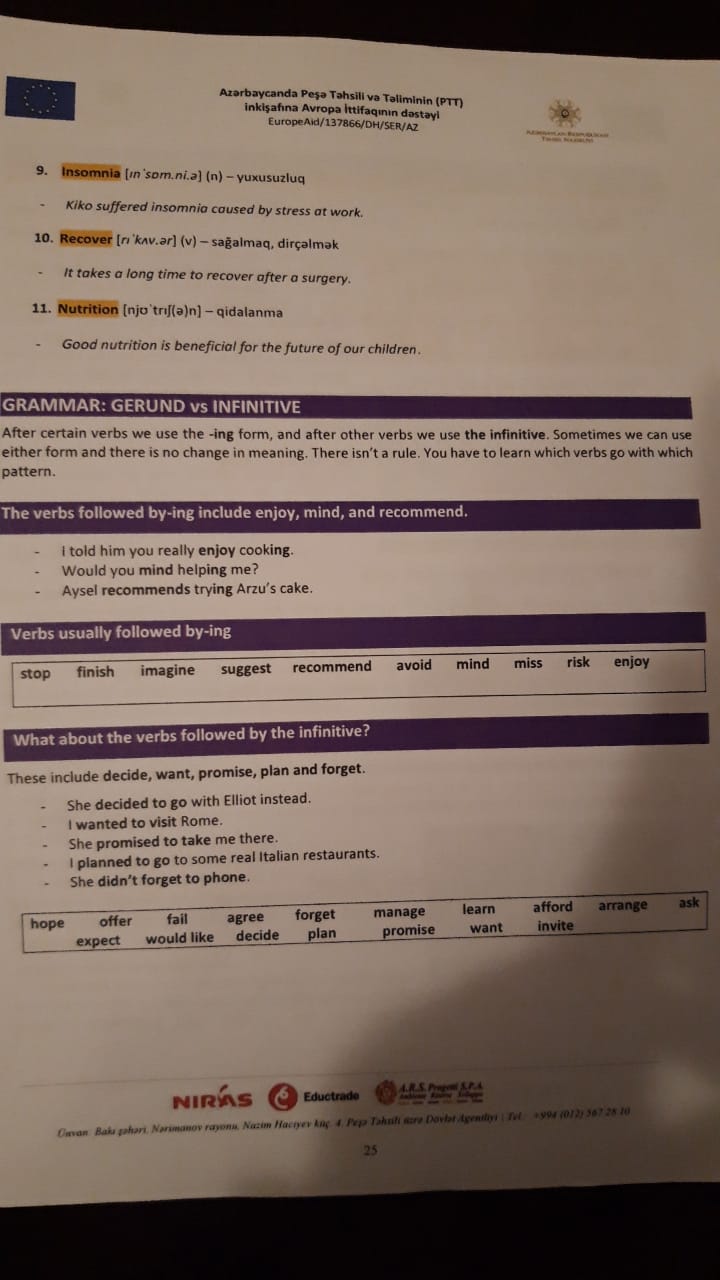 Azərbaycanda Peşə Təhsili və Təliminin (PTT)
inkişafına Avropa İttifaqının dəstəyi
EuropeAid/137866/DH/SER/AZ
AZƏRBAYCAN RESPUBLİKASI
TƏHSİL NAZİRLİYİ
9. Insomnia [ɪnˈsɒm.ni.ə] (n) – yuxusuzluq
- Kiko suffered insomnia caused by stress at work.
10. Recover [rɪˈkʌv.ər] (v) – sağalmaq, dirçəlmək
- It takes a long time to recover after a surgery.
11. Nutrition [njʊˈtrɪʃ(ə)n] – qidalanma
- Good nutrition is beneficial for the future of our children.
GRAMMAR: GERUND vs INFINITIVE
After certain verbs we use the -ing form, and after other verbs we use the infinitive. Sometimes we can use
either form and there is no change in meaning. There isn't a rule. You have to learn which verbs go with which
pattern.
The verbs followed by-ing include enjoy, mind, and recommend.
- I told him you really enjoy cooking.
- Would you mind helping me?
- Aysel recommends trying Arzu's cake.
Verbs usually followed by-ing
stop finish imagine suggest recommend avoid mind miss risk enjoy
What about the verbs followed by the infinitive?
These include decide, want, promise, plan and forget.
- She decided to go with Elliot instead.
- I wanted to visit Rome.
- She promised to take me there.
- I planned to go to some real Italian restaurants.
- She didn't forget to phone.
hope offer fail agree forget manage learn afford arrange ask
expect would like decide plan promise want invite
NIRAS Eductrade A.R.S. Progetti S.P.A.
Ambiente Risorse Sviluppo
Ünvan: Bakı şəhəri, Nərimanov rayonu, Nazim Hacıyev küç. 4, Peşə Təhsili üzrə Dövlət Agentliyi | Tel.: +994 (012) 567 28 10
25